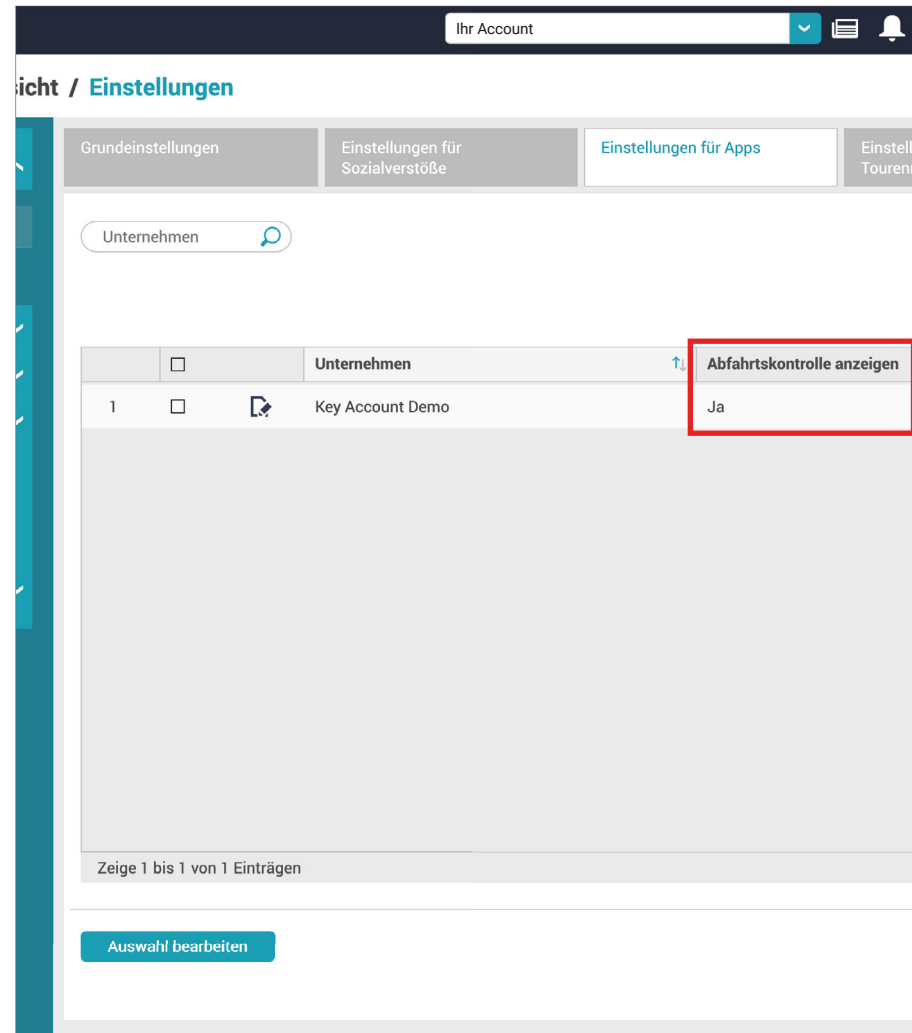 Ihr Account
sicht / Einstellungen
Grundeinstellungen
Einstellungen für
Sozialverstöße
Einstellungen für Apps
Einstell
Touren
Unternehmen
Unternehmen
Abfahrtskontrolle anzeigen
1
Key Account Demo
Ja
Zeige 1 bis 1 von 1 Einträgen
Auswahl bearbeiten